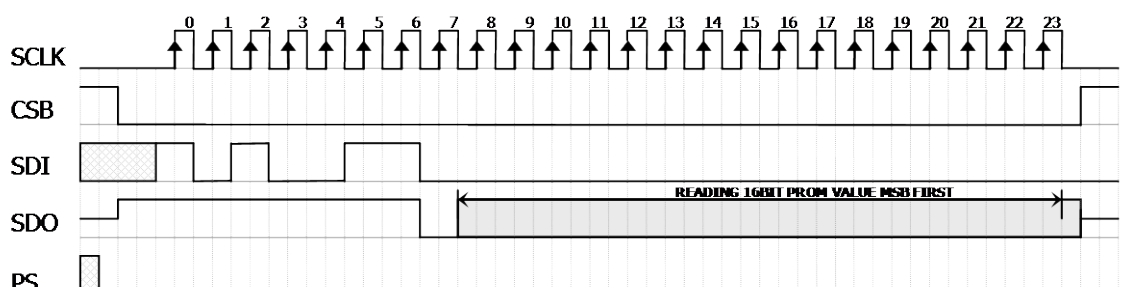 0 1 2 3 4 5 6 7 8 9 10 11 12 13 14 15 16 17 18 19 20 21 22 23
SCLK
CSB
SDI
READING 16BIT PROM VALUE MSB FIRST
SDO
PS